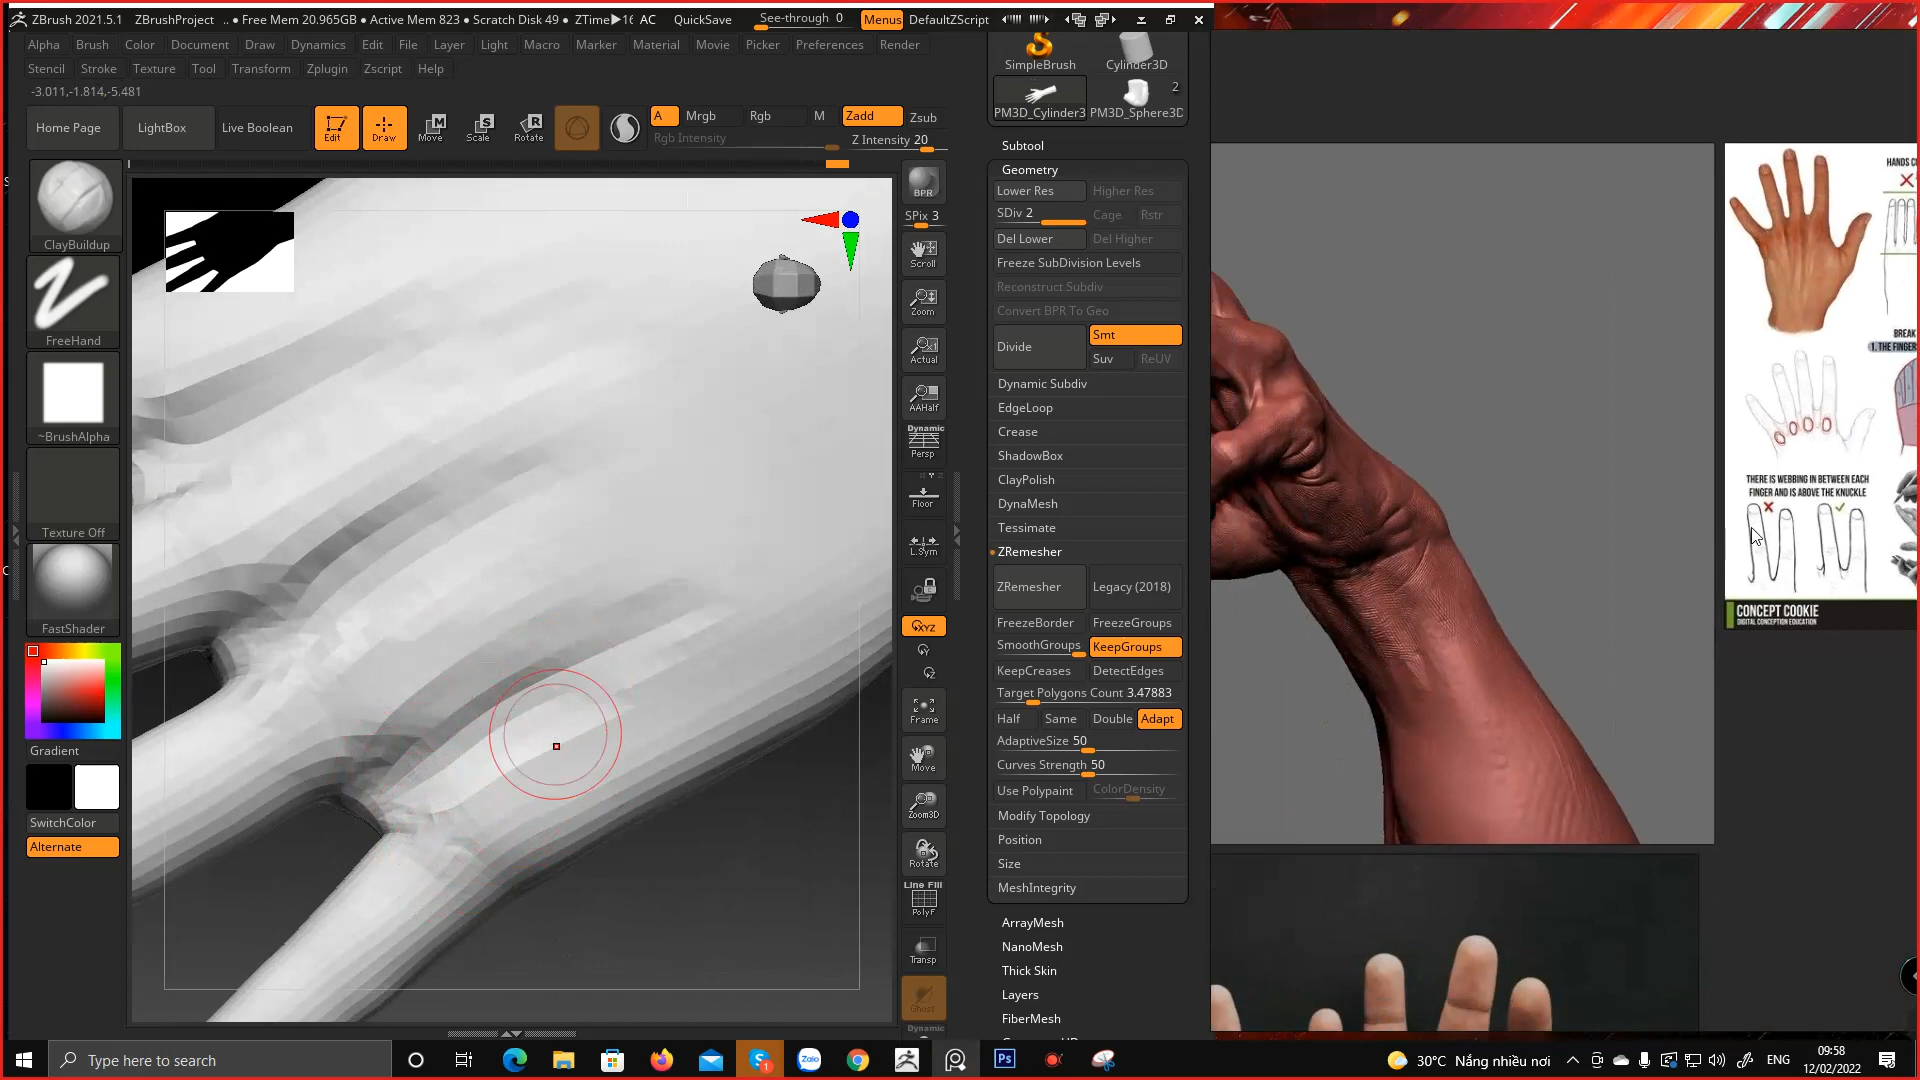 ZBrush 2021.5.1 ZBrushProject .. ● Free Mem 20.965GB ● Active Mem 823 ● Scratch Disk 49 ● ZTime▶16 AC QuickSave See-through 0 Menus DefaultZScript
Alpha Brush Color Document Draw Dynamics Edit File Layer Light Macro Marker Material Movie Picker Preferences Render
Stencil Stroke Texture Tool Transform Zplugin Zscript Help
-3.011,-1.814,-5.481
Home Page LightBox Live Boolean Edit Draw Move Scale Rotate A Mrgb Rgb M Zadd Zsub
Rgb Intensity Z Intensity 20
ClayBuildup
FreeHand
~BrushAlpha
Texture Off
FastShader
Gradient
SwitchColor
Alternate
BPR
SPix 3
Scroll
Zoom
Actual
AAHalf
Dynamic
Persp
Floor
L.Sym
XYZ
Frame
Move
Zoom3D
Rotate
Line Fill
PolyF
Transp
Ghost
Dynamic
SimpleBrush Cylinder3D
2
PM3D_Cylinder3 PM3D_Sphere3D
Subtool
Geometry
Lower Res Higher Res
SDiv 2 Cage Rstr
Del Lower Del Higher
Freeze SubDivision Levels
Reconstruct Subdiv
Convert BPR To Geo
Divide Smt
Suv ReUV
Dynamic Subdiv
EdgeLoop
Crease
ShadowBox
ClayPolish
DynaMesh
Tessimate
ZRemesher
ZRemesher Legacy (2018)
FreezeBorder FreezeGroups
SmoothGroups KeepGroups
KeepCreases DetectEdges
Target Polygons Count 3.47883
Half Same Double Adapt
AdaptiveSize 50
Curves Strength 50
Use Polypaint ColorDensity
Modify Topology
Position
Size
MeshIntegrity
ArrayMesh
NanoMesh
Thick Skin
Layers
FiberMesh
HANDS C
BREAK
1. THE FINGER
THERE IS WEBBING IN BETWEEN EACH
FINGER AND IS ABOVE THE KNUCKLE
CONCEPT COOKIE
DIGITAL CONCEPTION EDUCATION
Type here to search
Zalo
Ps
1
30°C Nắng nhiều nơi
ENG
09:58
12/02/2022